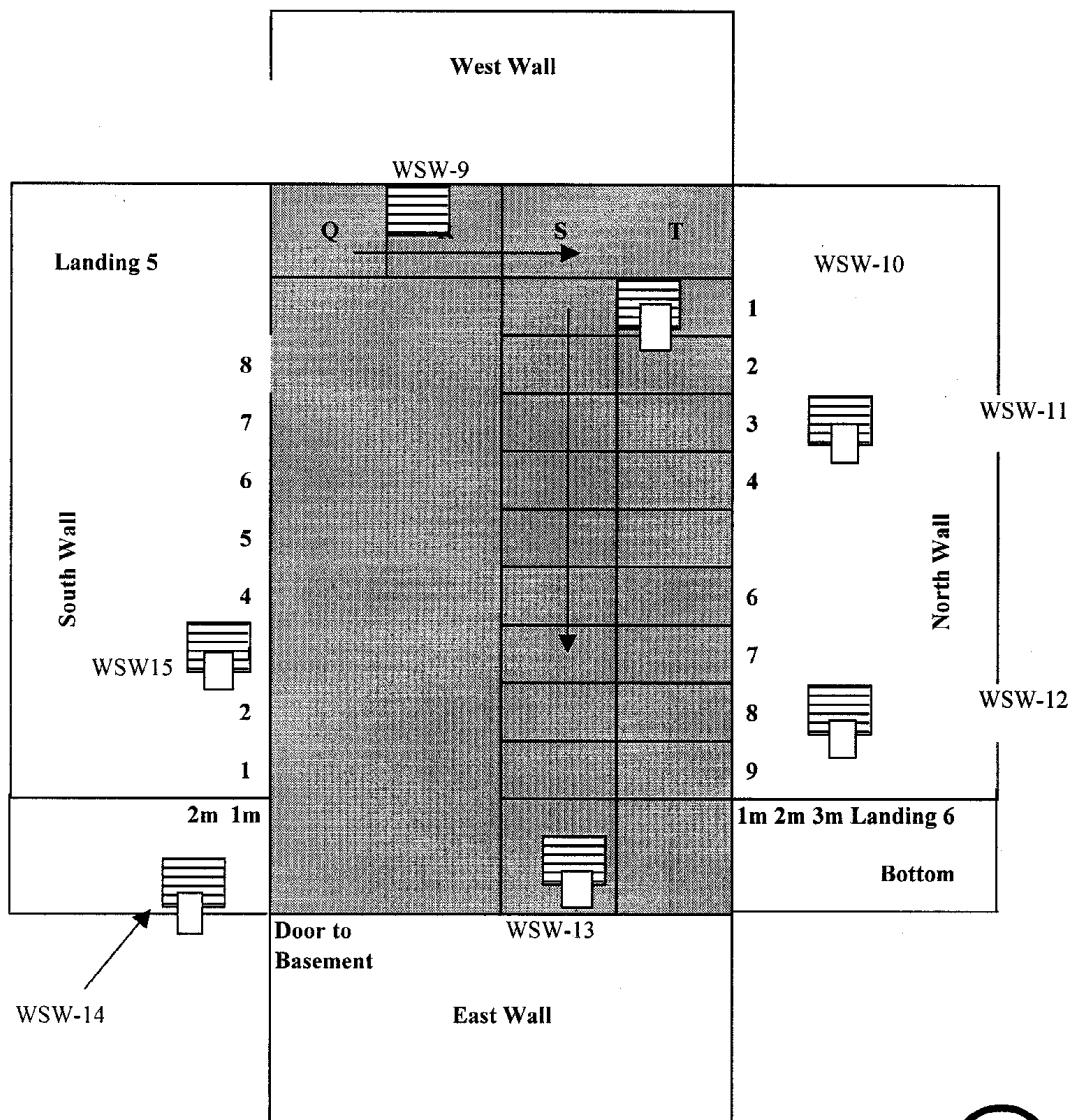 West Wall
WSW-9
Q S T
Landing 5
WSW-10
1
8
2
7
3
WSW-11
6
4
5
South Wall
North Wall
4
6
WSW15
7
2
8
WSW-12
1
9
2m 1m
1m 2m 3m Landing 6
Bottom
Door to
Basement
WSW-13
WSW-14
East Wall